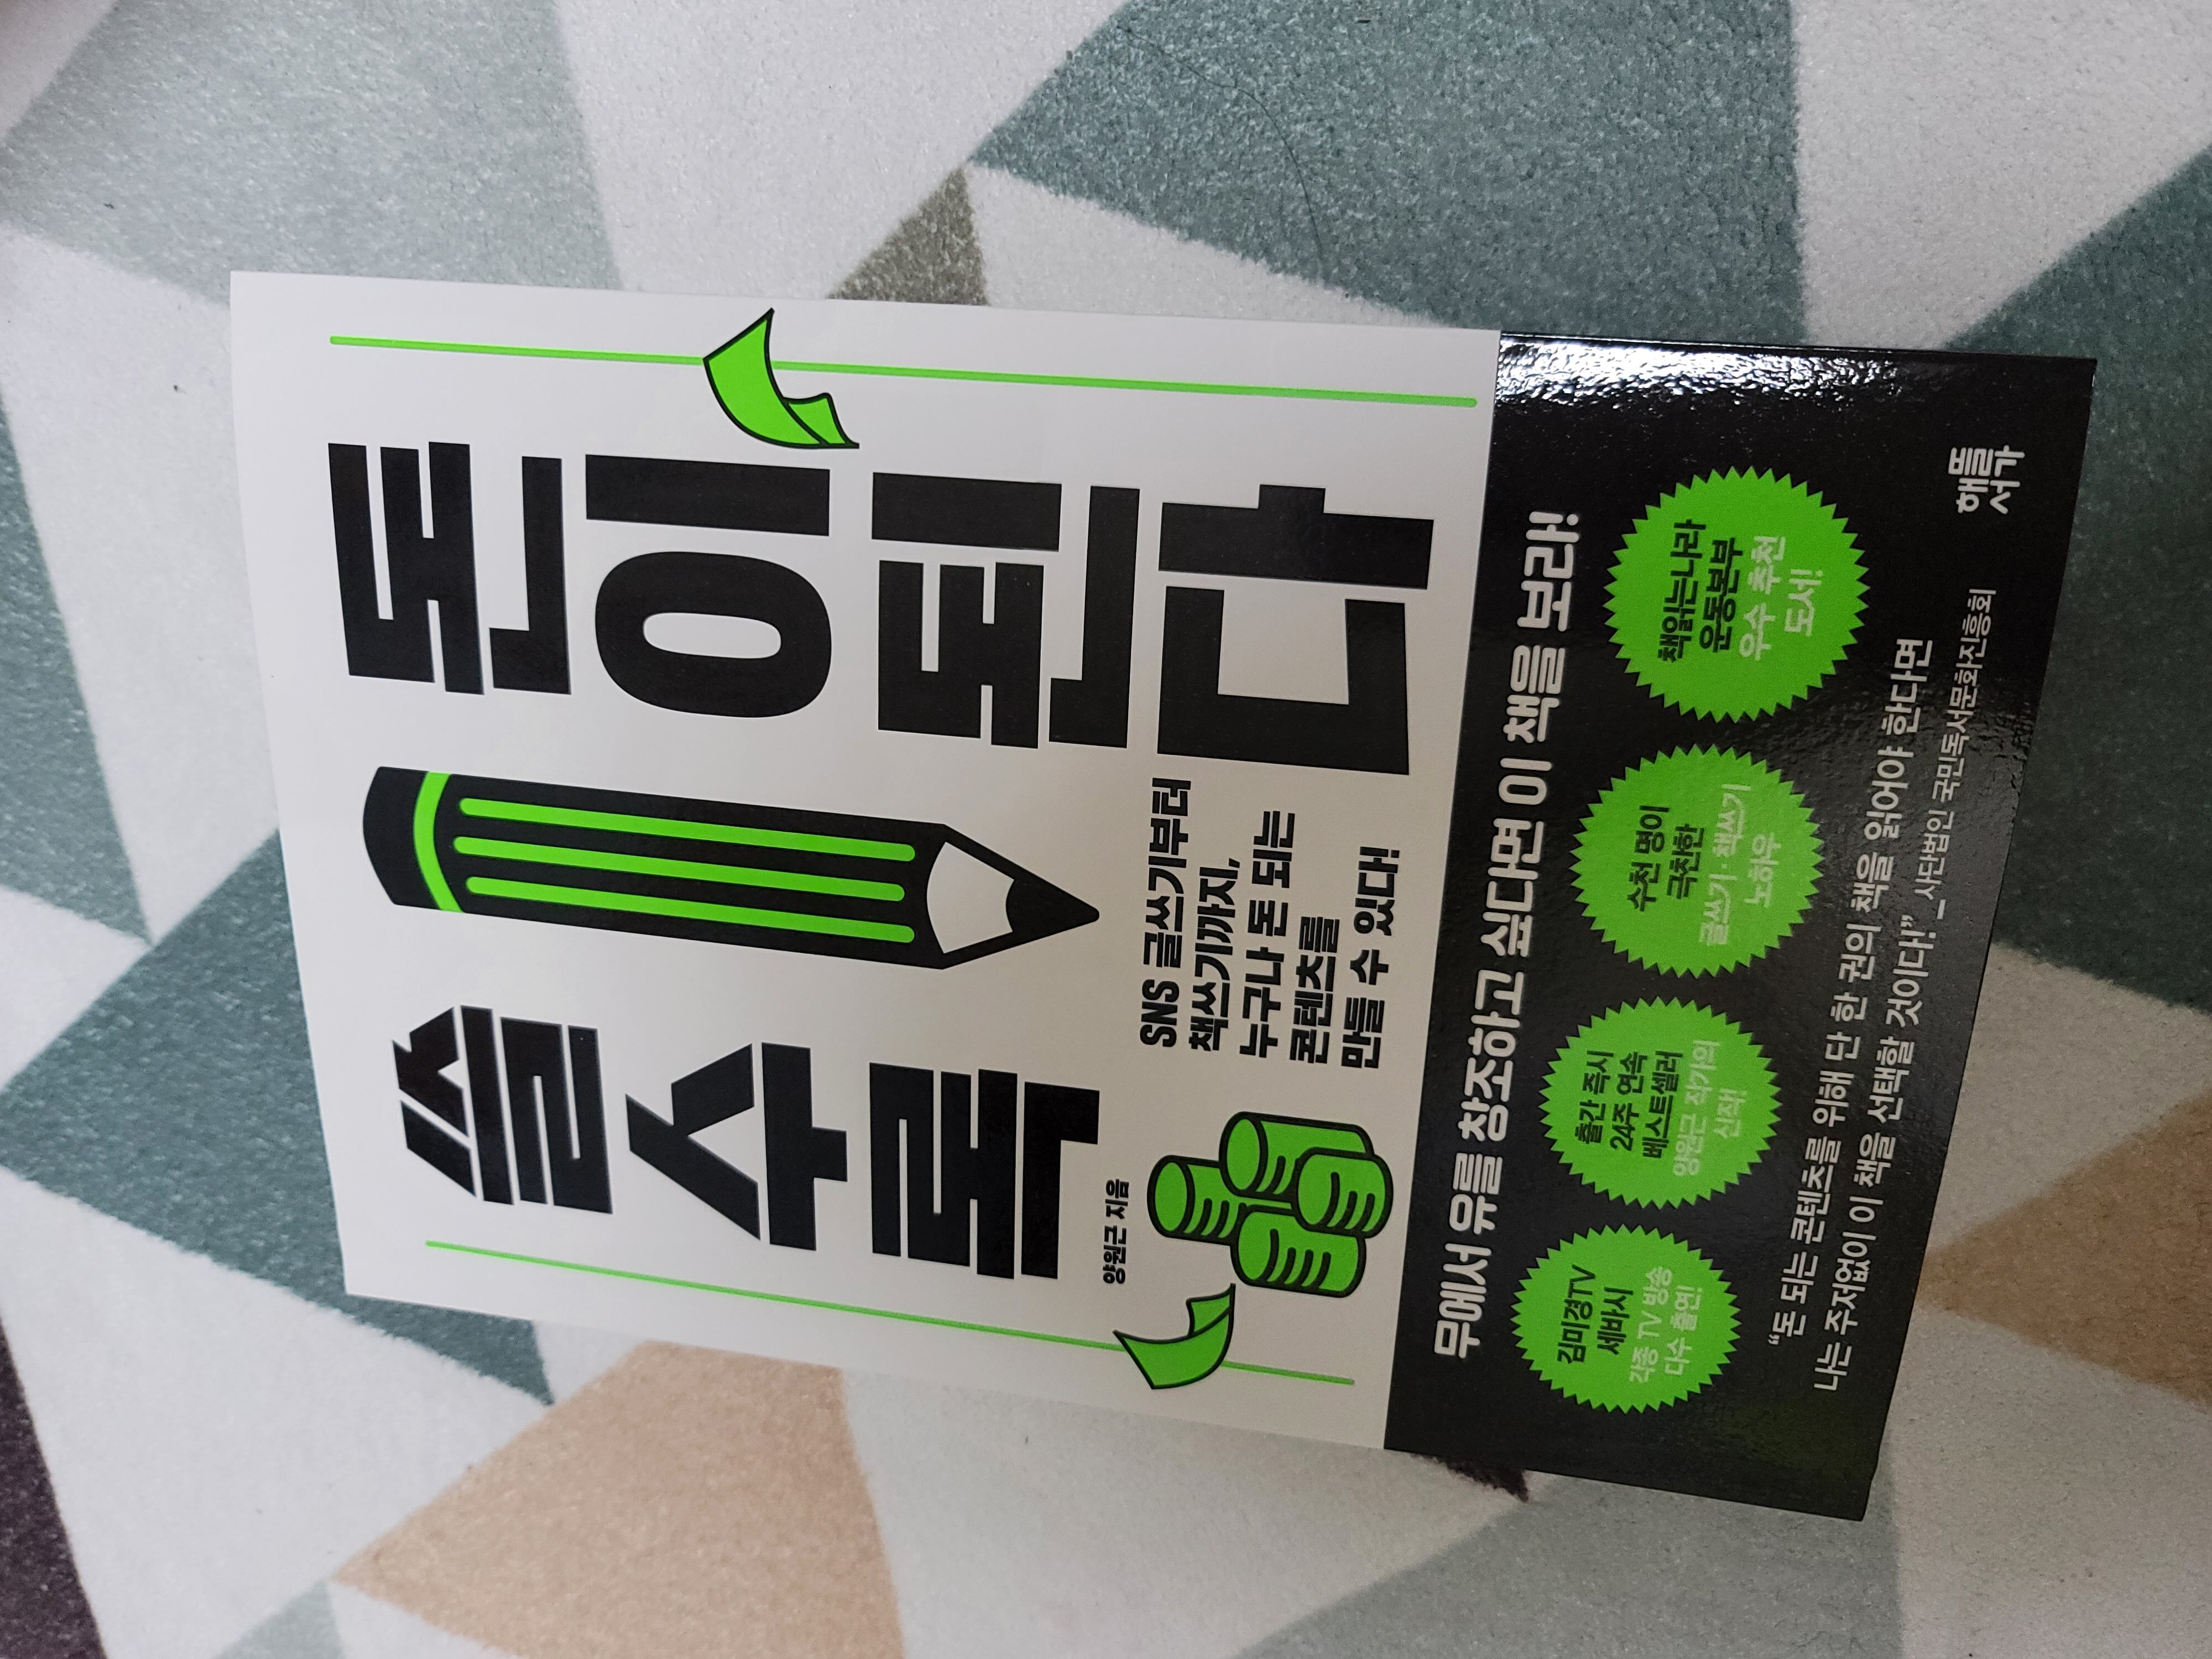 쓸수록
돈이된다
양원근 지음
SNS 글쓰기부터
책쓰기까지,
누구나 돈 되는
콘텐츠를
만들 수 있다!
무에서 유를 창조하고 싶다면 이 책을 보라!
김미경TV
세바시
각종 TV 방송
다수 출연!
출간 즉시
24주 연속
베스트셀러
양원근 작가의
신작!
수천 명이
극찬한
글쓰기·책쓰기
노하우
책읽는나라
운동본부
우수 추천
도서!
“돈 되는 콘텐츠를 위해 단 한 권의 책을 읽어야 한다면
나는 주저없이 이 책을 선택할 것이다!” _ 사단법인 국민독서문화진흥회
해뜰
서가